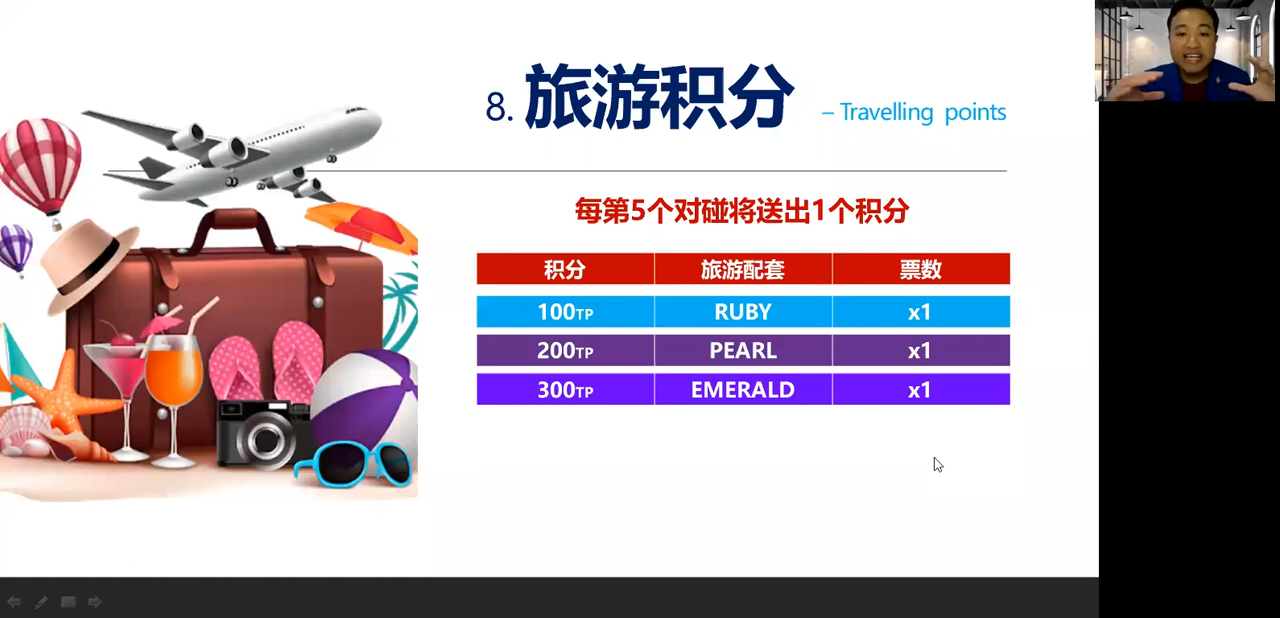 8. 旅游积分 – Travelling points
每第5个对碰将送出1个积分
积分 旅游配套 票数
100TP RUBY x1
200TP PEARL x1
300TP EMERALD x1